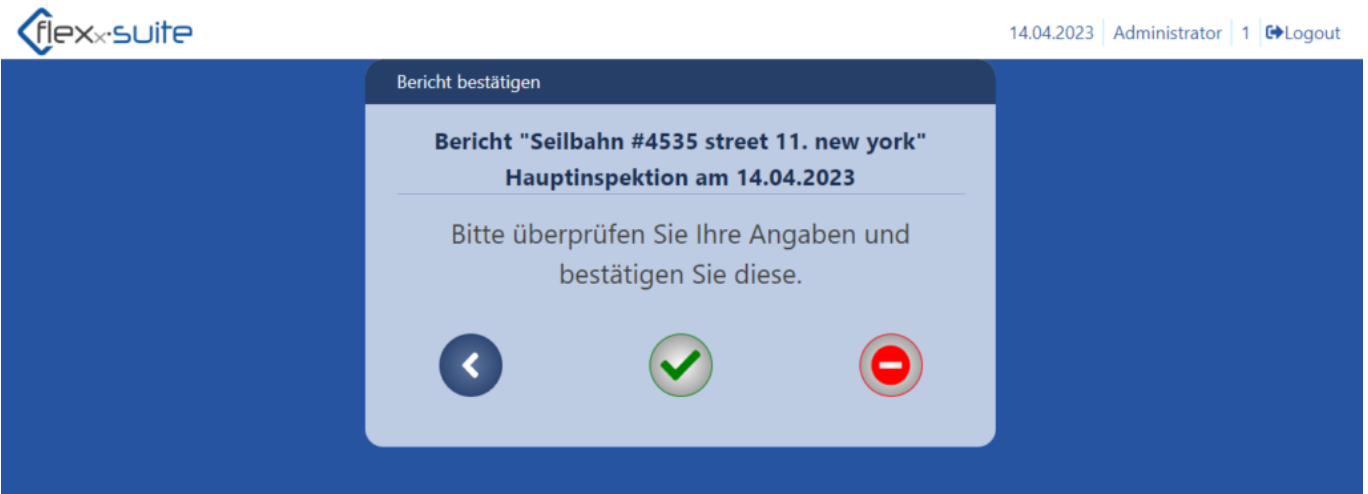 flexx·suite
14.04.2023 Administrator 1 Logout
Bericht bestätigen
Bericht "Seilbahn #4535 street 11. new york"
Hauptinspektion am 14.04.2023
Bitte überprüfen Sie Ihre Angaben und
bestätigen Sie diese.